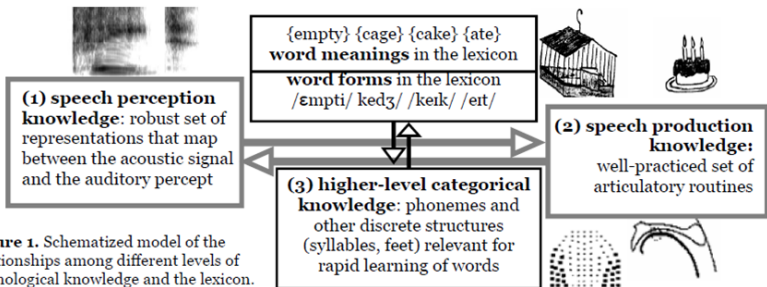 {empty} {cage} {cake} {ate}
word meanings in the lexicon
word forms in the lexicon
/ɛmpti/ kedʒ/ /keɪk/ /eɪt/
(1) speech perception
knowledge: robust set of
representations that map
between the acoustic signal
and the auditory percept
(2) speech production
knowledge:
well-practiced set of
articulatory routines
(3) higher-level categorical
knowledge: phonemes and
other discrete structures
(syllables, feet) relevant for
rapid learning of words
ure 1. Schematized model of the
tionships among different levels of
nological knowledge and the lexicon.